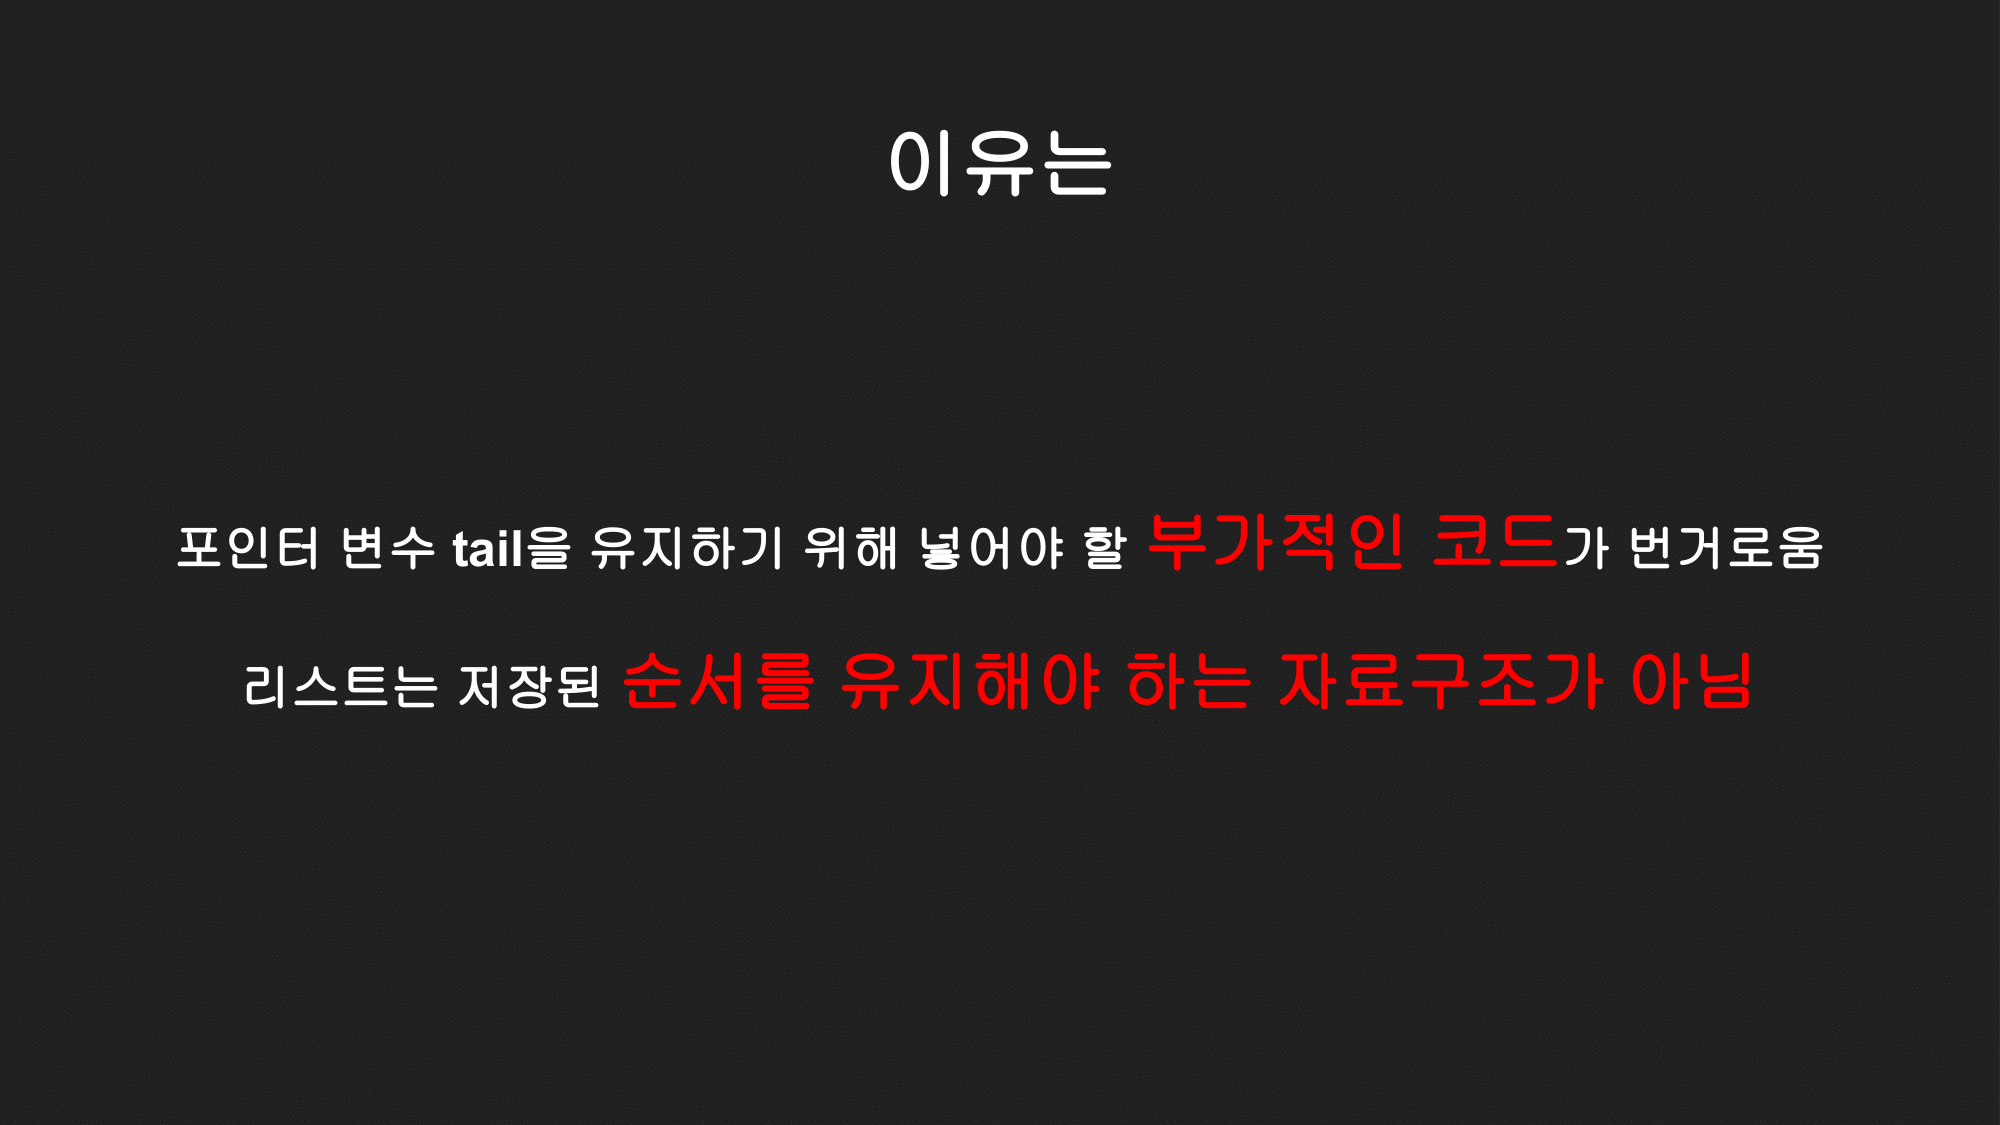 이유는
포인터 변수 tail을 유지하기 위해 넣어야 할 부가적인 코드가 번거로움
리스트는 저장된 순서를 유지해야 하는 자료구조가 아님